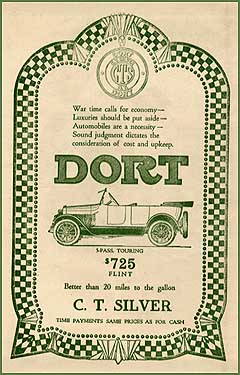 CTS
War time calls for economy—
Luxuries should be put aside—
Automobiles are a necessity—
Sound judgment dictates the
consideration of cost and upkeep.
DORT
5-PASS. TOURING
$725
FLINT
Better than 20 miles to the gallon
C. T. SILVER
TIME PAYMENTS SAME PRICES AS FOR CASH